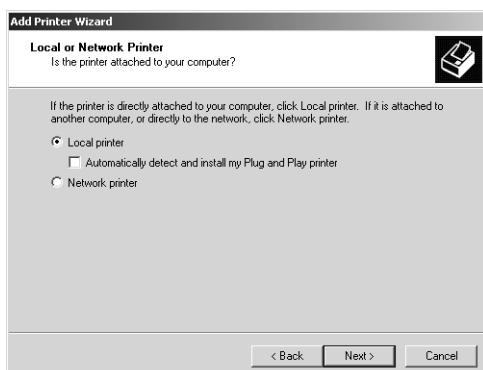 Add Printer Wizard
Local or Network Printer
Is the printer attached to your computer?
If the printer is directly attached to your computer, click Local printer. If it is attached to
another computer, or directly to the network, click Network printer.
Local printer
Automatically detect and install my Plug and Play printer
Network printer
< Back
Next >
Cancel